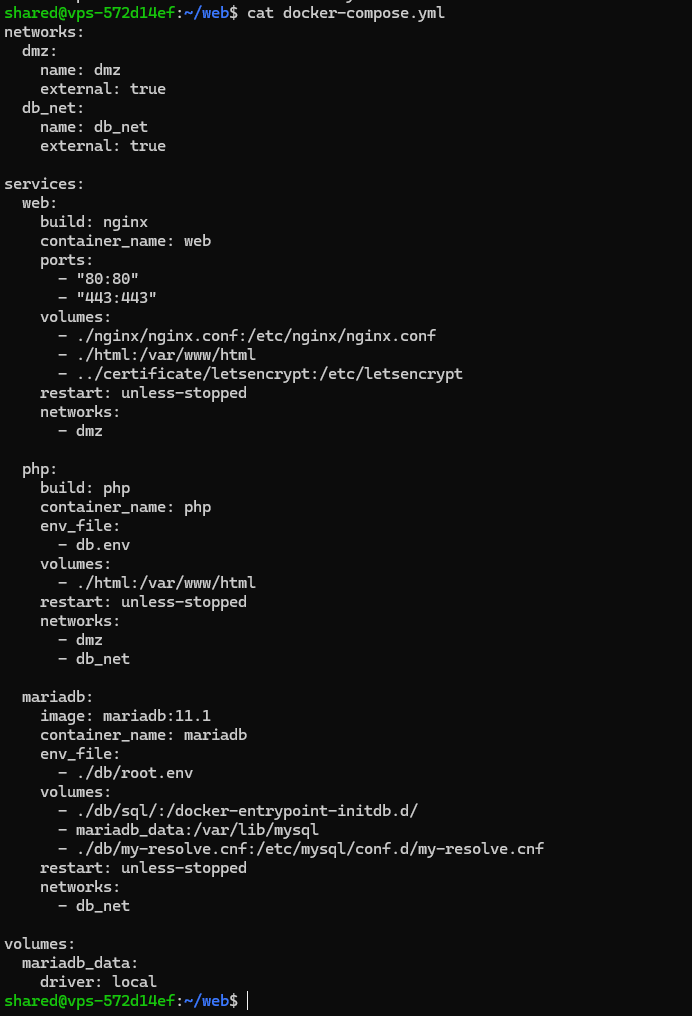 shared@vps-572d14ef:~/web$ cat docker-compose.yml
networks:
  dmz:
    name: dmz
    external: true
  db_net:
    name: db_net
    external: true

services:
  web:
    build: nginx
    container_name: web
    ports:
      - "80:80"
      - "443:443"
    volumes:
      - ./nginx/nginx.conf:/etc/nginx/nginx.conf
      - ./html:/var/www/html
      - ../certificate/letsencrypt:/etc/letsencrypt
    restart: unless-stopped
    networks:
      - dmz

  php:
    build: php
    container_name: php
    env_file:
      - db.env
    volumes:
      - ./html:/var/www/html
    restart: unless-stopped
    networks:
      - dmz
      - db_net

  mariadb:
    image: mariadb:11.1
    container_name: mariadb
    env_file:
      - ./db/root.env
    volumes:
      - ./db/sql/:/docker-entrypoint-initdb.d/
      - mariadb_data:/var/lib/mysql
      - ./db/my-resolve.cnf:/etc/mysql/conf.d/my-resolve.cnf
    restart: unless-stopped
    networks:
      - db_net

volumes:
  mariadb_data:
    driver: local
shared@vps-572d14ef:~/web$